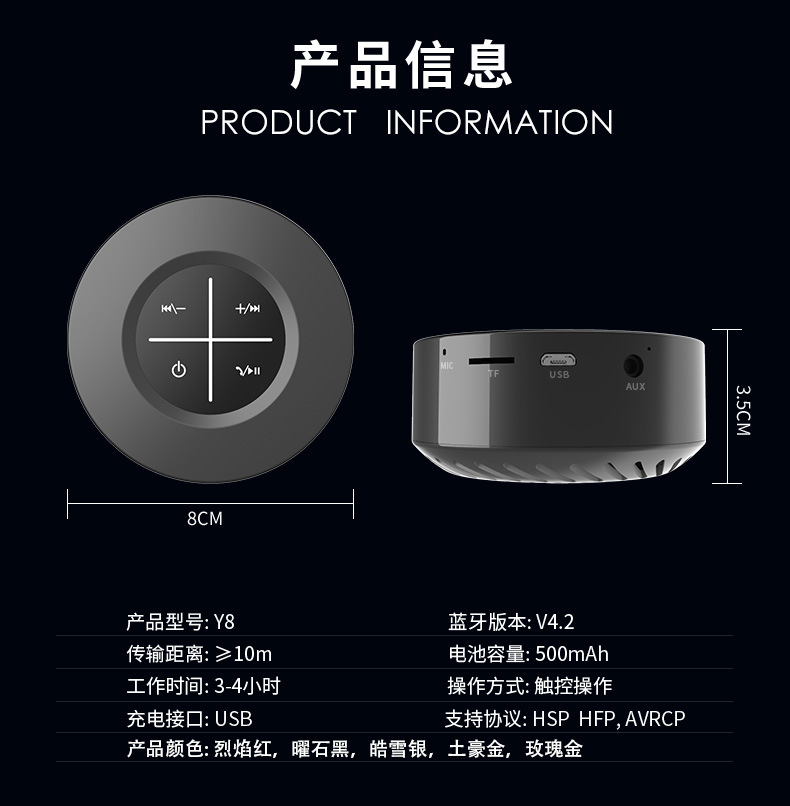 产品信息
PRODUCT INFORMATION
MIC
TF
USB
AUX
3.5CM
8CM
产品型号: Y8
蓝牙版本: V4.2
传输距离: ≥10m
电池容量: 500mAh
工作时间: 3-4小时
操作方式: 触控操作
充电接口: USB
支持协议: HSP HFP, AVRCP
产品颜色: 烈焰红, 曜石黑, 皓雪银, 土豪金, 玫瑰金